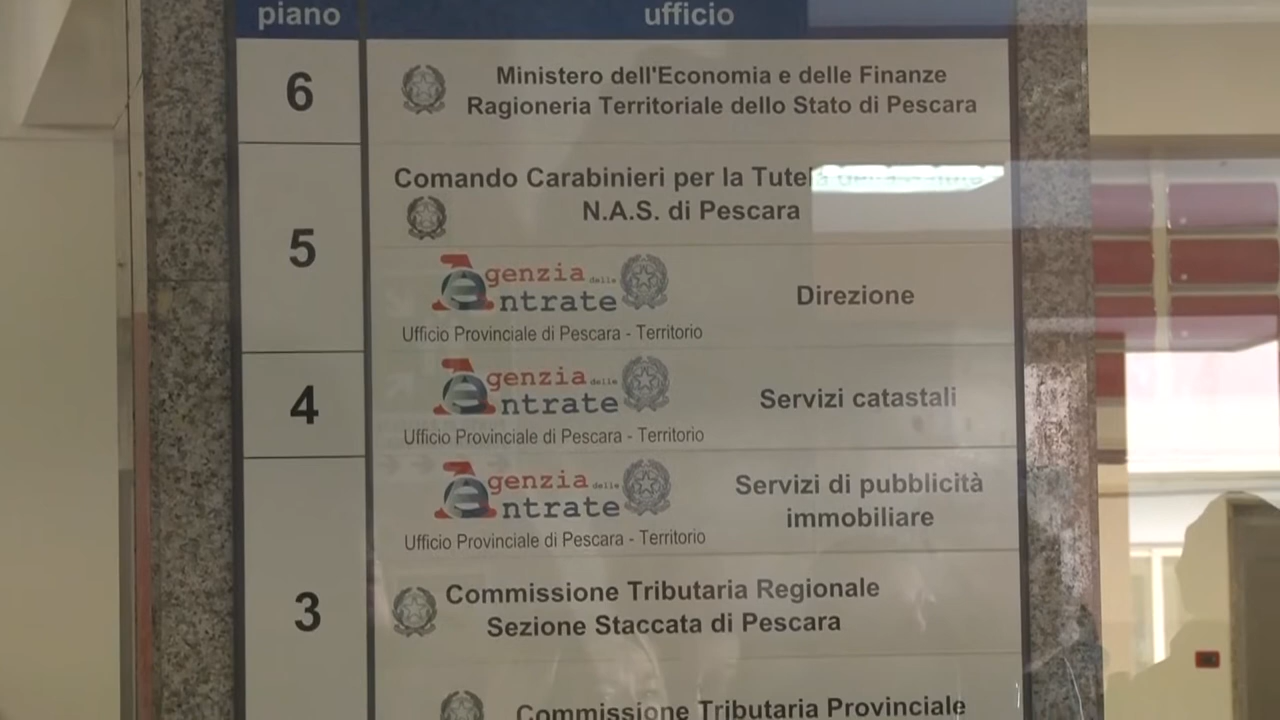 piano ufficio
6
Ministero dell'Economia e delle Finanze
Ragioneria Territoriale dello Stato di Pescara
5
Comando Carabinieri per la
N.A.S. di Pescara
Agenzia delle
Entrate
Ufficio Provinciale di Pescara - Territorio
Direzione
4
Agenzia delle
Entrate
Ufficio Provinciale di Pescara - Territorio
Servizi catastali
3
Agenzia delle
Entrate
Ufficio Provinciale di Pescara - Territorio
Servizi di pubblicità
immobiliare
Commissione Tributaria Regionale
Sezione Staccata di Pescara
Commissione Tributaria Provinciale